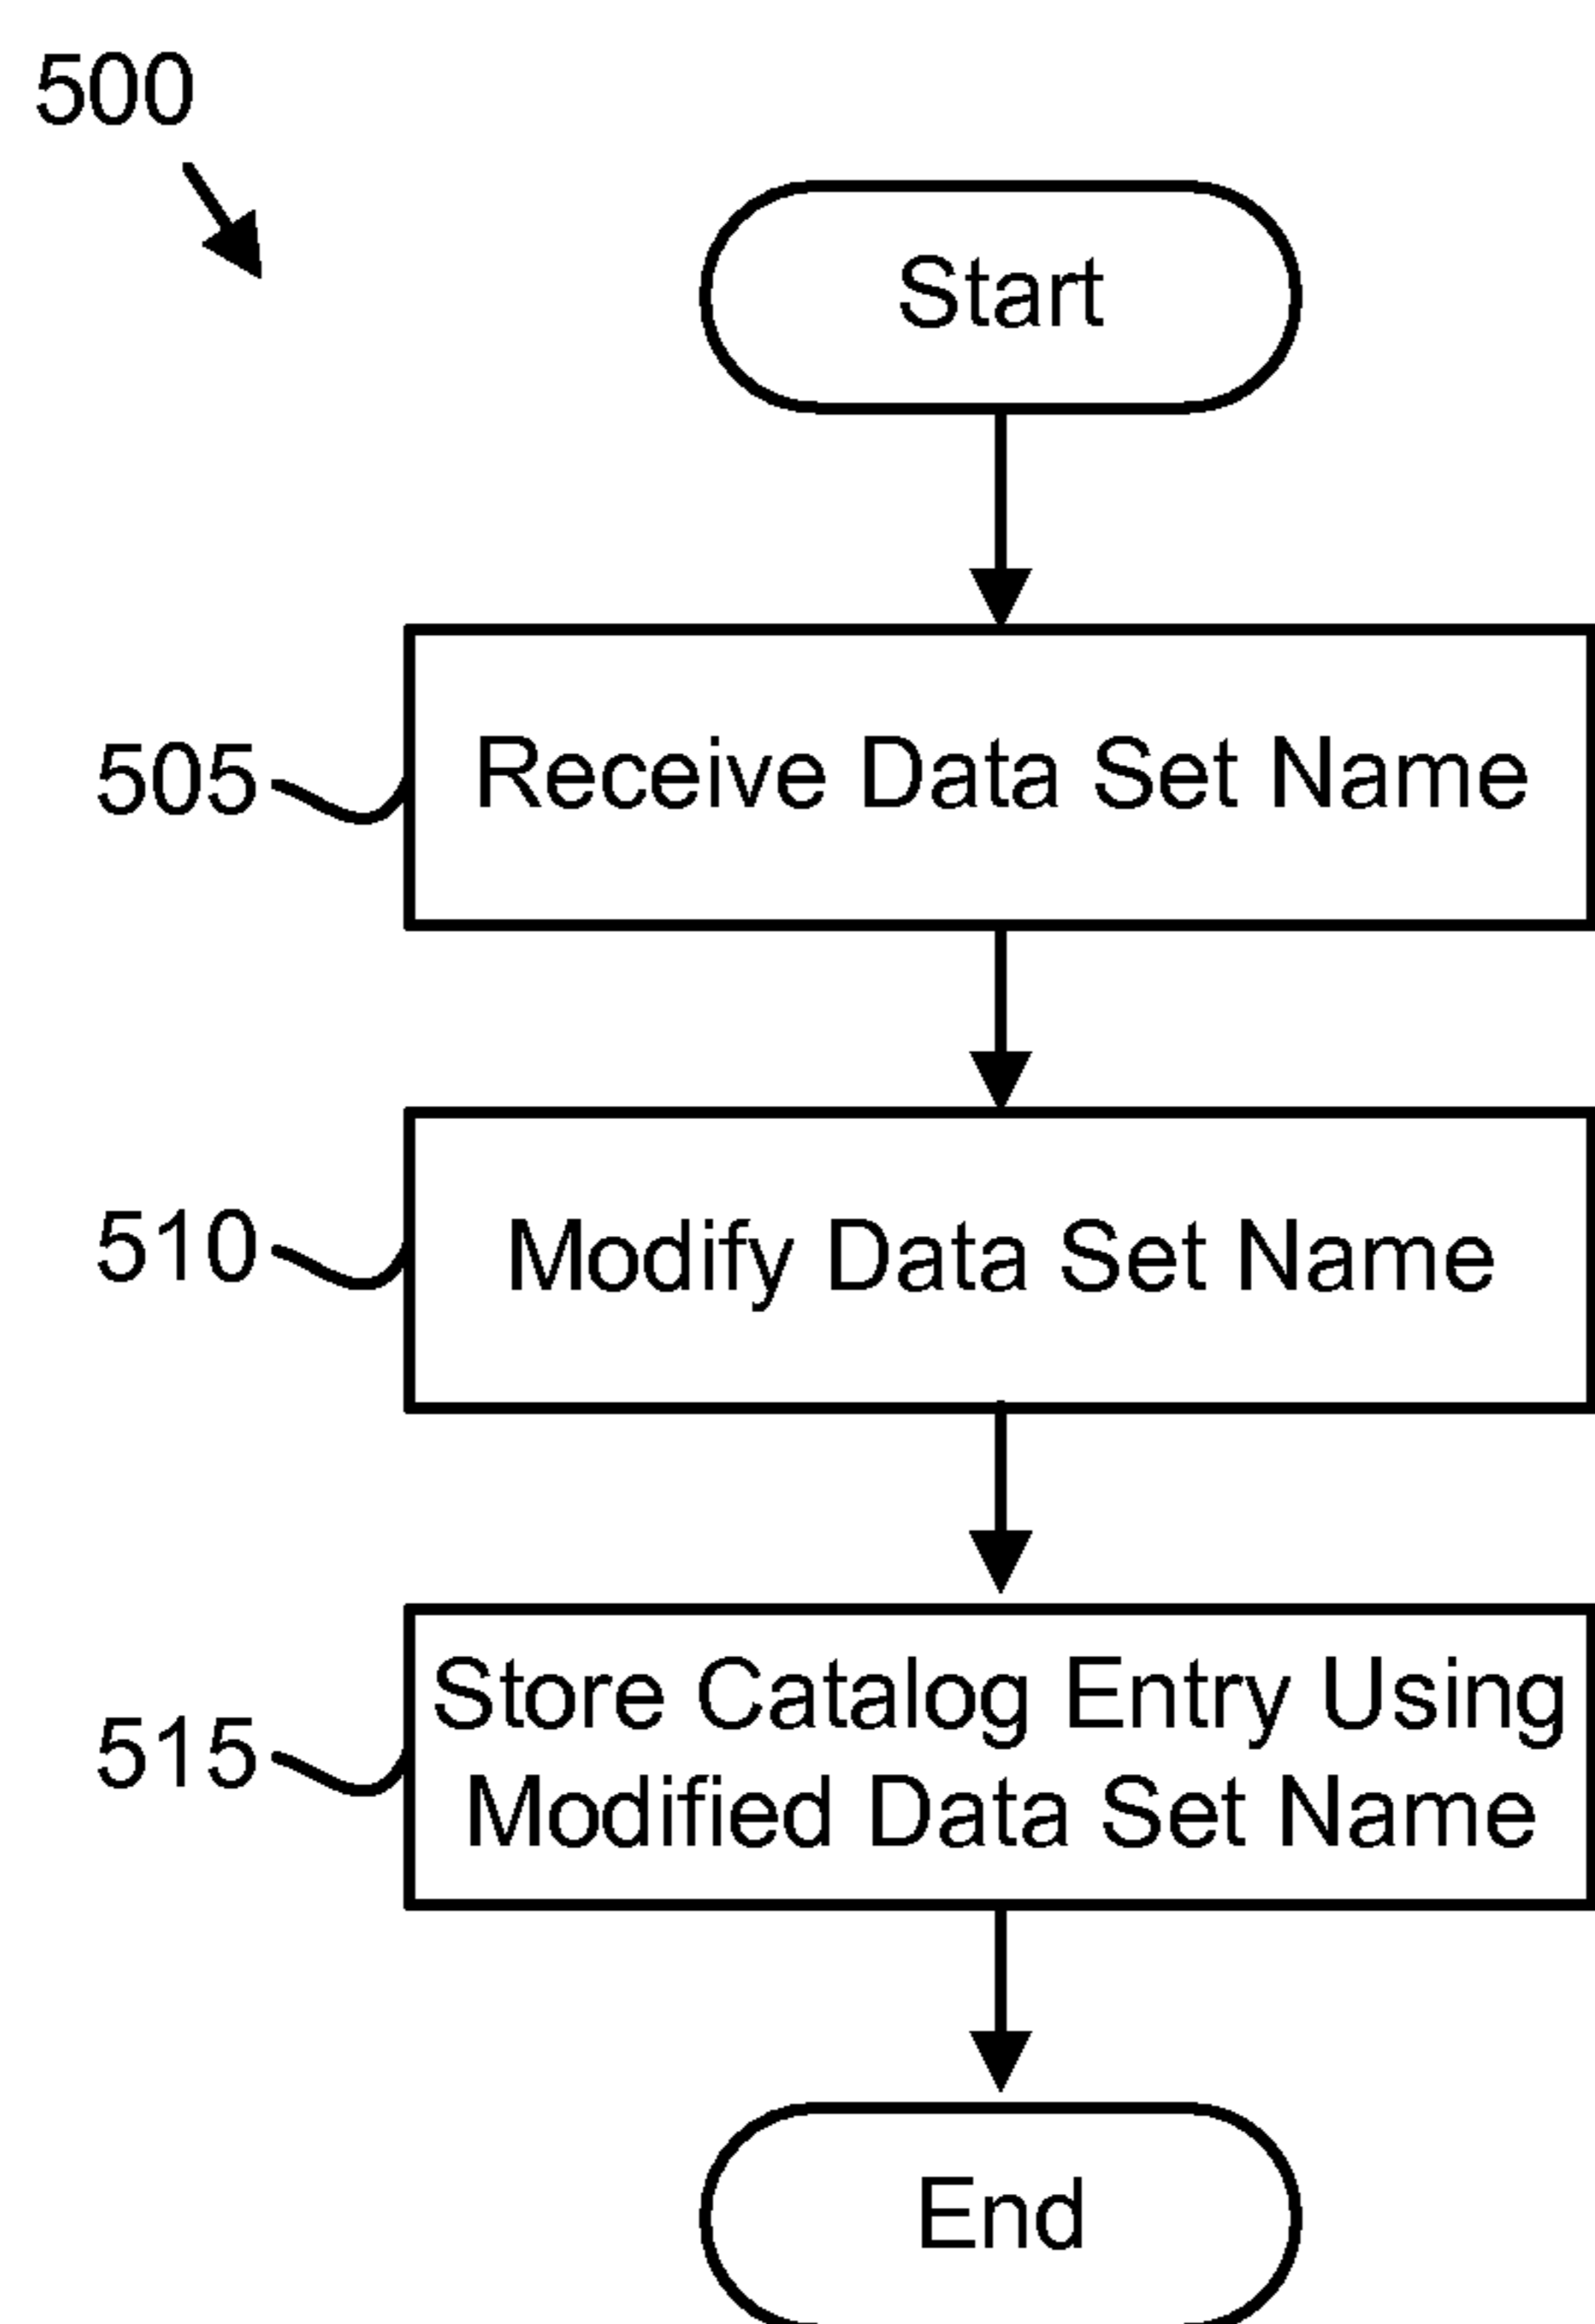 500
Start
505
Receive Data Set Name
510
Modify Data Set Name
515
Store Catalog Entry Using
Modified Data Set Name
End